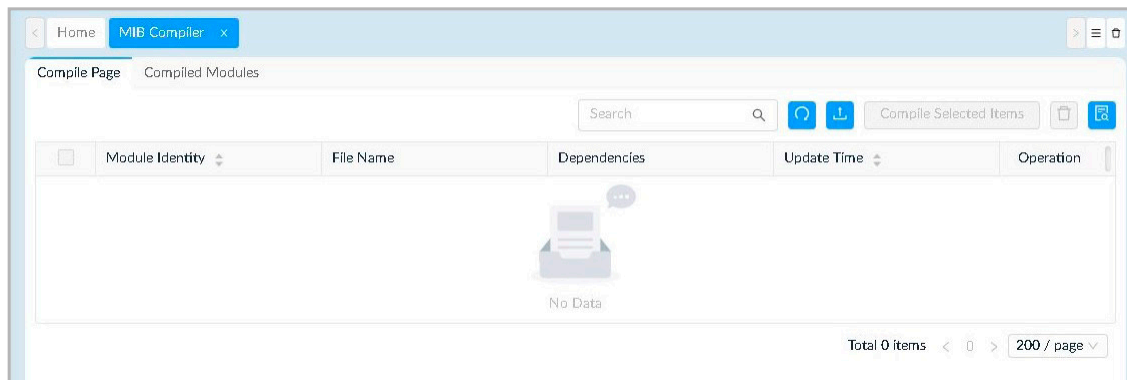 Home MIB Compiler x
Compile Page Compiled Modules
Search Compile Selected Items
Module Identity File Name Dependencies Update Time Operation
No Data
Total 0 items < 0 > 200 / page